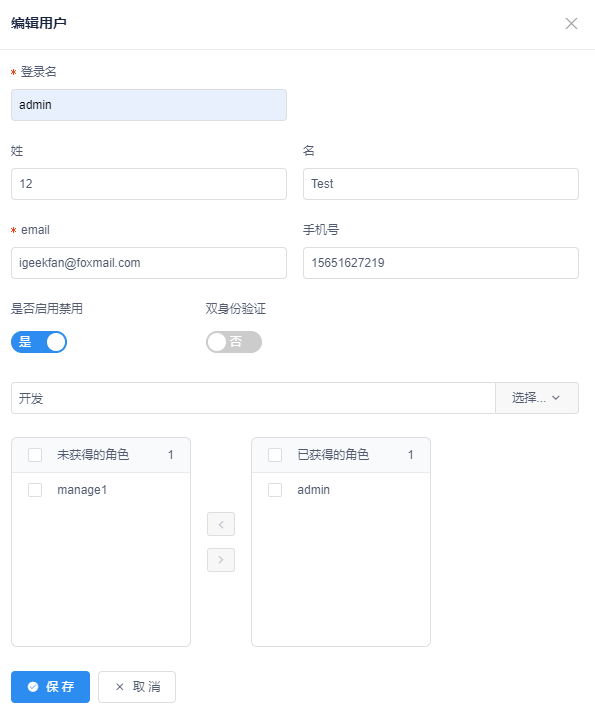 编辑用户
* 登录名
admin
姓 名
12 Test
* email 手机号
igeekfan@foxmail.com 15651627219
是否启用禁用 双身份验证
是 否
开发 选择...
未获得的角色 1 已获得的角色 1
manage1 admin
保存 取消